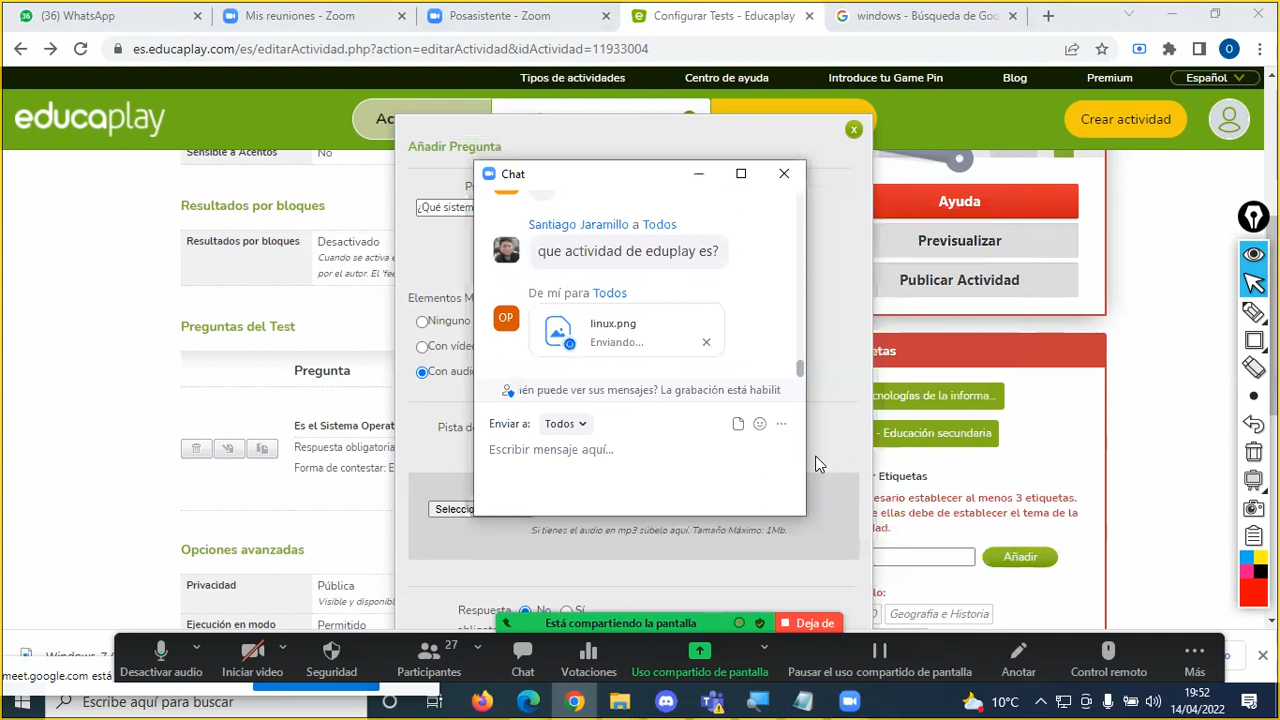 (36) WhatsApp
Mis reuniones - Zoom
Posasistente - Zoom
Configurar Tests - Educaplay
windows - Búsqueda de Goo
es.educaplay.com/es/editarActividad.php?action=editarActividad&idActividad=11933004
Tipos de actividades
Centro de ayuda
Introduce tu Game Pin
Blog
Premium
Español
educaplay
Ac
Crear actividad
Añadir Pregunta
Sensible a Acentos
No
Chat
Resultados por bloques
¿Qué sistem
Ayuda
Santiago Jaramillo a Todos
Resultados por bloques
Desactivado
Cuando se activa e
por el autor. El 'fee
que actividad de eduplay es?
Previsualizar
Publicar Actividad
De mí para Todos
Elementos M
Ninguno
Con víde
Con audi
OP
linux.png
Enviando...
Preguntas del Test
etas
Pregunta
ién puede ver sus mensajes? La grabación está habilit
cnologías de la informa...
Es el Sistema Operat
Respuesta obligatoria
Forma de contestar: E
Pista de
Enviar a:
Todos
Escribir mensaje aquí...
- Educación secundaria
r Etiquetas
esario establecer al menos 3 etiquetas.
e ellas debe de establecer el tema de la
dad.
Selecci
Si tienes el audio en mp3 súbelo aquí. Tamaño Máximo: 1Mb.
Opciones avanzadas
Añadir
Privacidad
Pública
Visible y disponibl
lo:
Geografia e Historia
Respuesta
No
Sí
obligato
Ejecución en modo
Permitido
Está compartiendo la pantalla
Deja de
27
Desactivar audio
Iniciar video
Seguridad
Participantes
Chat
Votaciones
Uso compartido de pantalla
Pausar el uso compartido de pantalla
Anotar
Control remoto
Más
meet.google.com está
Escribe aquí para buscar
10°C
19:52
14/04/2022